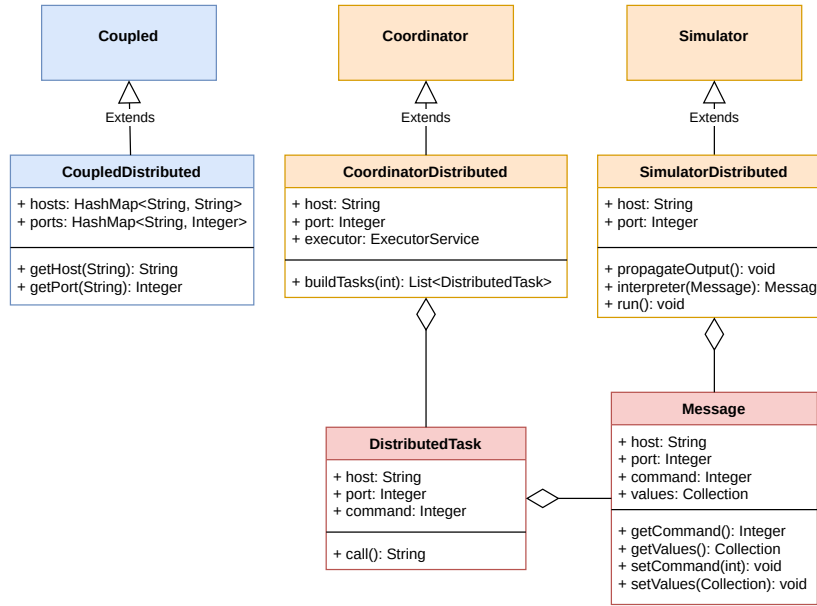 Coupled
Coordinator
Simulator
Extends
Extends
Extends
CoupledDistributed
+ hosts: HashMap<String, String>
+ ports: HashMap<String, Integer>
+ getHost(String): String
+ getPort(String): Integer
CoordinatorDistributed
+ host: String
+ port: Integer
+ executor: ExecutorService
+ buildTasks(int): List<DistributedTask>
SimulatorDistributed
+ host: String
+ port: Integer
+ propagateOutput(): void
+ interpreter(Message): Messag
+ run(): void
DistributedTask
+ host: String
+ port: Integer
+ command: Integer
+ call(): String
Message
+ host: String
+ port: Integer
+ command: Integer
+ values: Collection
+ getCommand(): Integer
+ getValues(): Collection
+ setCommand(int): void
+ setValues(Collection): void